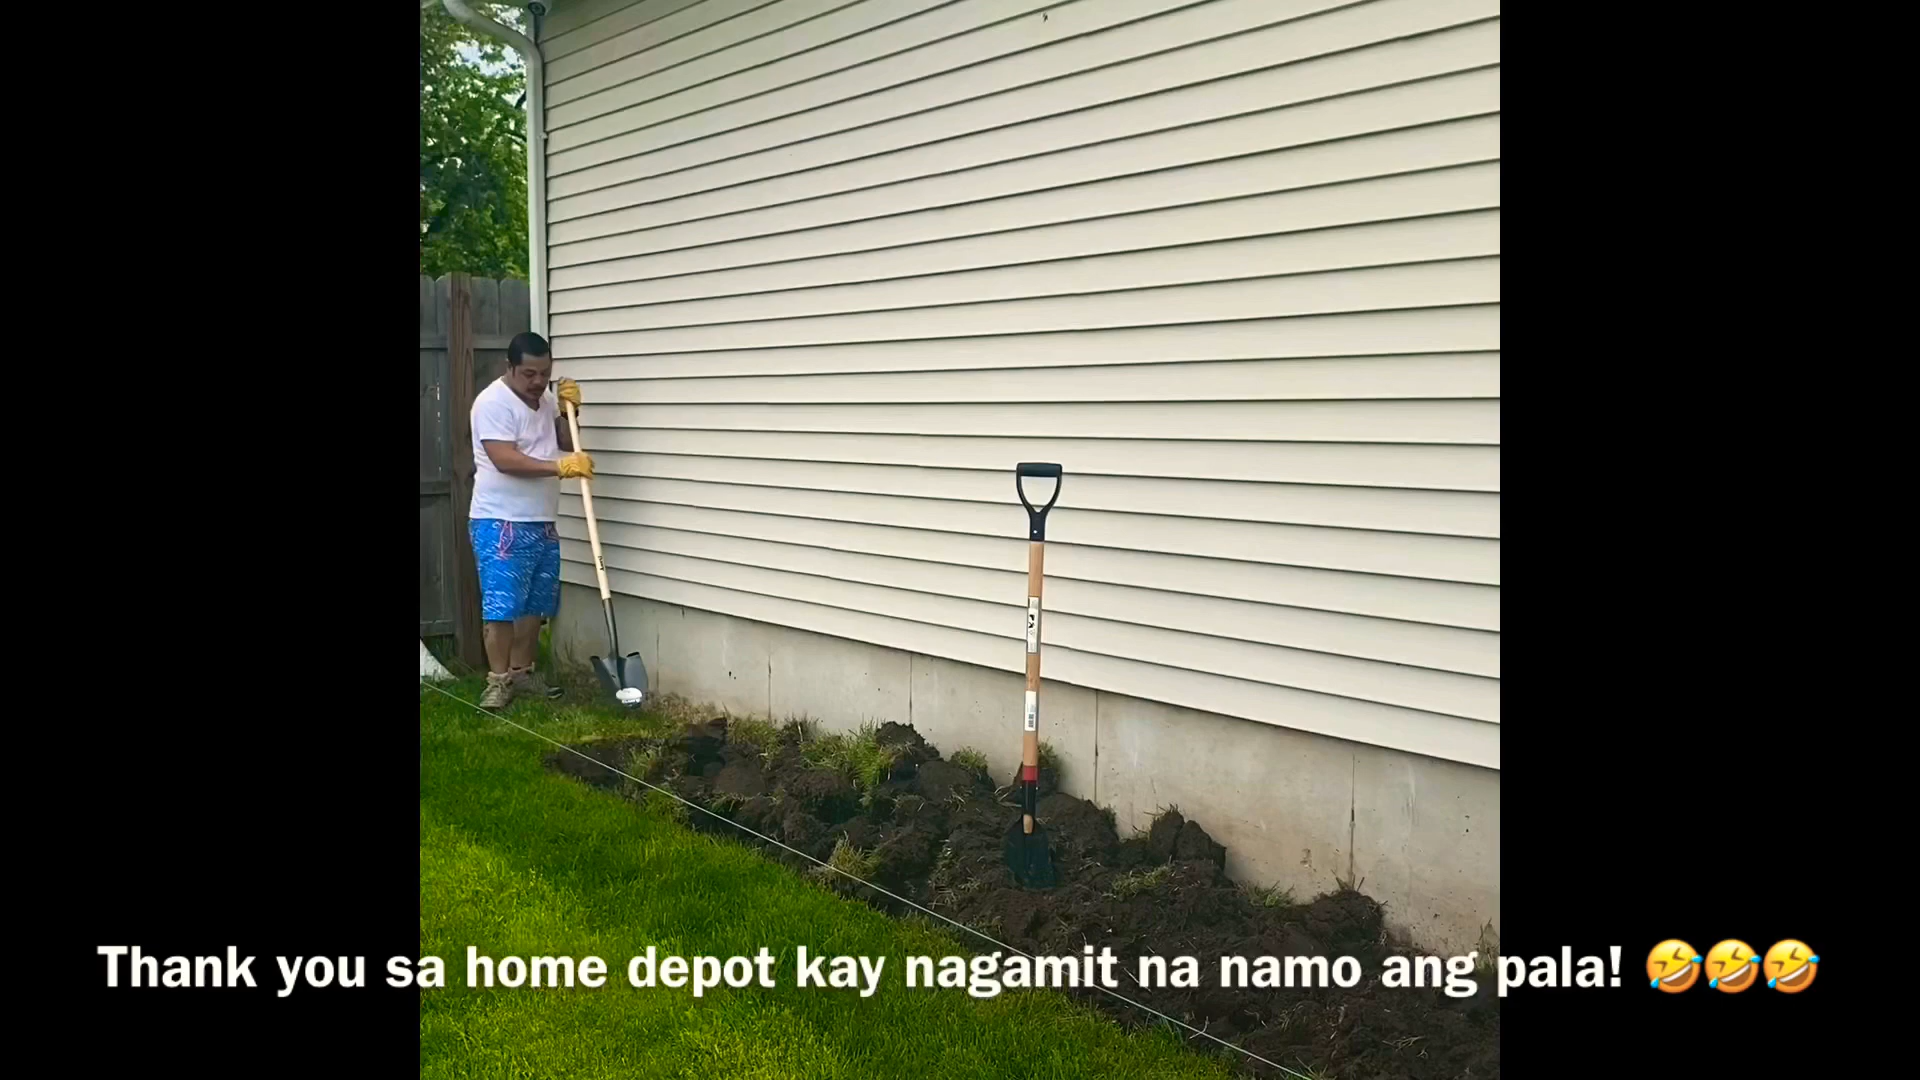 Thank you sa home depot kay nagamit na namo ang pala! 🤣🤣🤣